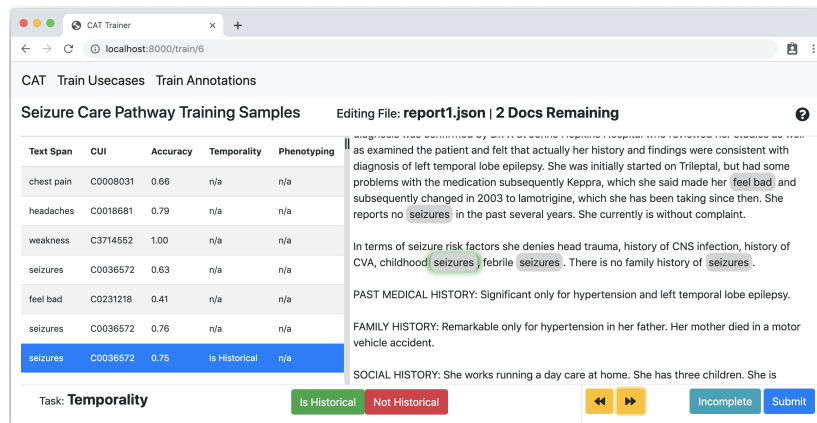 CAT Trainer
localhost:8000/train/6
CAT Train Usecases Train Annotations
Seizure Care Pathway Training Samples
Editing File: report1.json | 2 Docs Remaining
Text Span CUI Accuracy Temporality Phenotyping
chest pain C0008031 0.66 n/a n/a
headaches C0018681 0.79 n/a n/a
weakness C3714552 1.00 n/a n/a
seizures C0036572 0.63 n/a n/a
feel bad C0231218 0.41 n/a n/a
seizures C0036572 0.76 n/a n/a
seizures C0036572 0.75 Is Historical n/a
as examined the patient and felt that actually her history and findings were consistent with
diagnosis of left temporal lobe epilepsy. She was initially started on Trileptal, but had some
problems with the medication subsequently Keppra, which she said made her feel bad and
subsequently changed in 2003 to lamotrigine, which she has been taking since then. She
reports no seizures in the past several years. She currently is without complaint.
In terms of seizure risk factors she denies head trauma, history of CNS infection, history of
CVA, childhood seizures , febrile seizures . There is no family history of seizures .
PAST MEDICAL HISTORY: Significant only for hypertension and left temporal lobe epilepsy.
FAMILY HISTORY: Remarkable only for hypertension in her father. Her mother died in a motor
vehicle accident.
SOCIAL HISTORY: She works running a day care at home. She has three children. She is
Task: Temporality
Is Historical Not Historical
Incomplete Submit